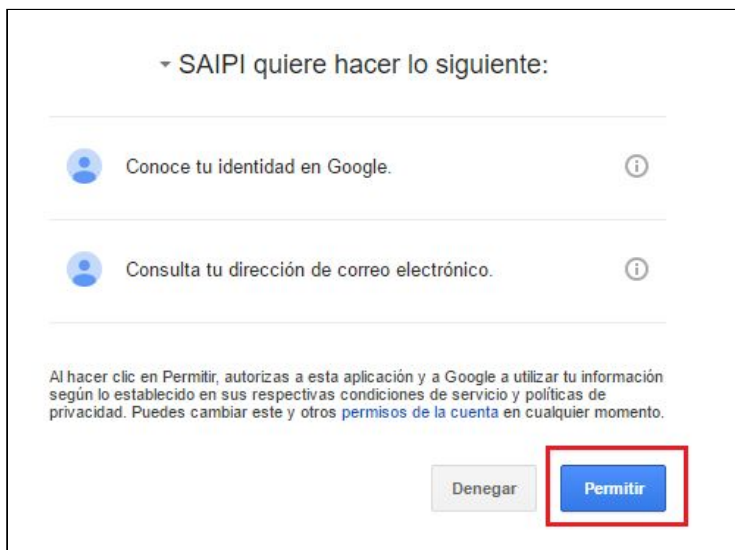 SAIPI quiere hacer lo siguiente:
Conoce tu identidad en Google.
Consulta tu dirección de correo electrónico.
Al hacer clic en Permitir, autorizas a esta aplicación y a Google a utilizar tu información
según lo establecido en sus respectivas condiciones de servicio y políticas de
privacidad. Puedes cambiar este y otros permisos de la cuenta en cualquier momento.
Denegar
Permitir